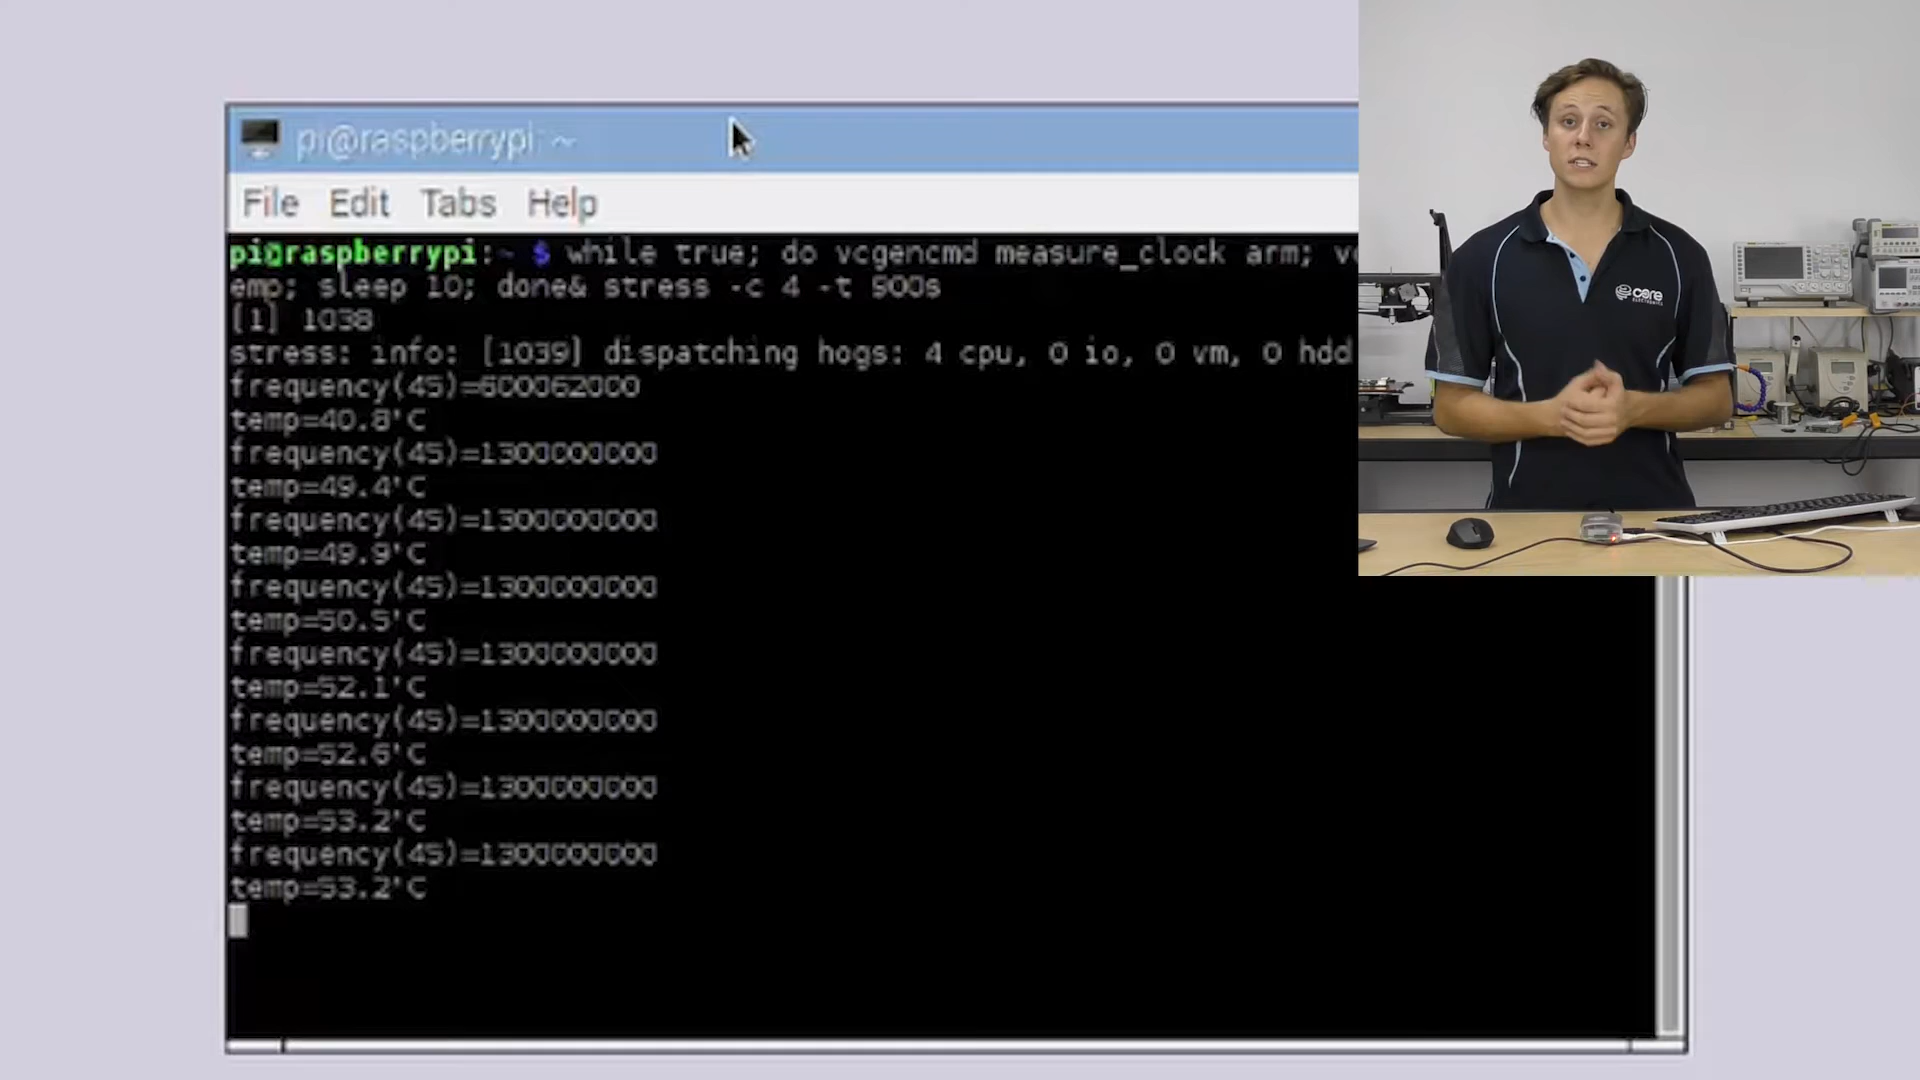 pi@raspberrypi: ~
File Edit Tabs Help
pi@raspberrypi:~ $ while true; do vcgencmd measure_clock arm;
emp; sleep 10; done& stress -c 4 -t 900s
[1] 1038
stress: info: [1039] dispatching hogs: 4 cpu, 0 io, 0 vm, 0 hdd
frequency(45)=600062000
temp=40.8'C
frequency(45)=1300000000
temp=49.4'C
frequency(45)=1300000000
temp=49.9'C
frequency(45)=1300000000
temp=50.5'C
frequency(45)=1300000000
temp=52.1'C
frequency(45)=1300000000
temp=52.6'C
frequency(45)=1300000000
temp=53.2'C
frequency(45)=1300000000
temp=53.2'C
core
ELECTRONICS